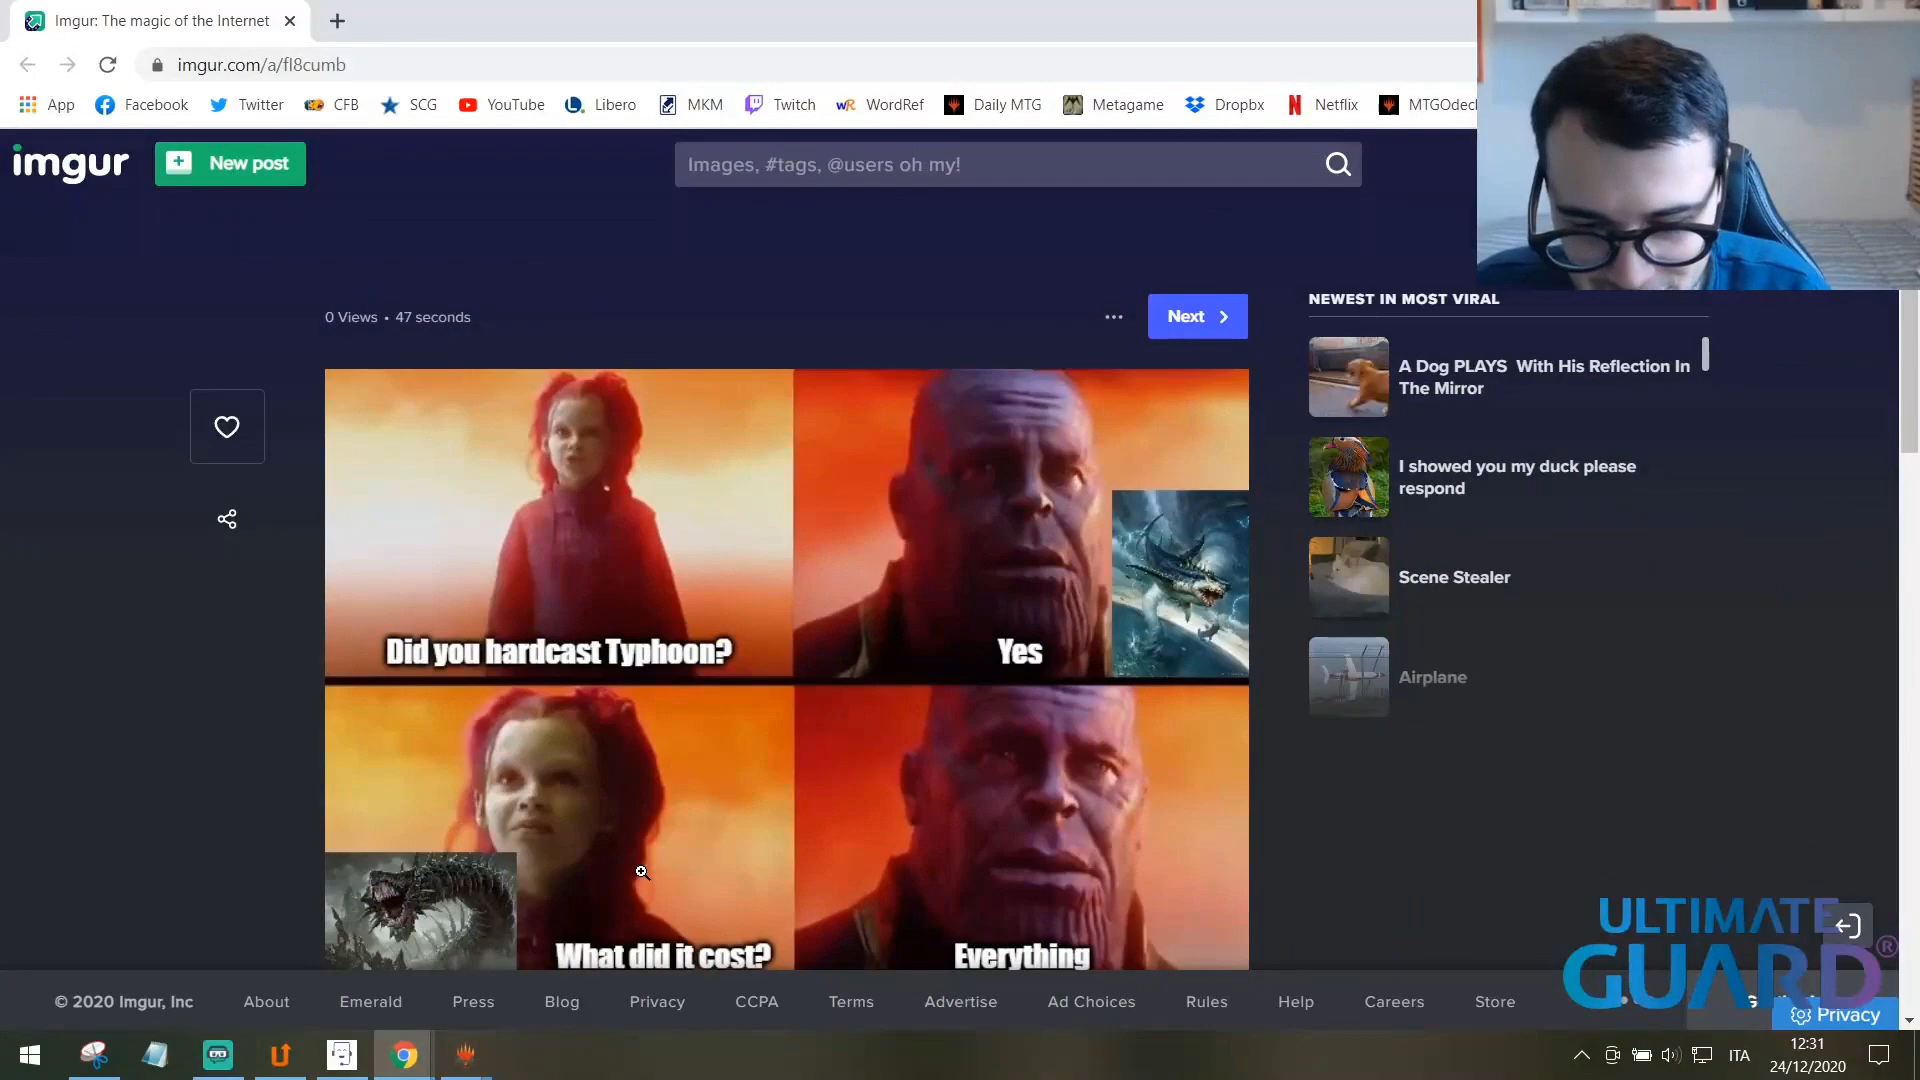 Imgur: The magic of the Internet
imgur.com/a/fl8cumb
App Facebook Twitter CFB SCG YouTube Libero MKM Twitch WordRef Daily MTG Metagame Dropbx Netflix MTGOdecl
imgur New post Images, #tags, @users oh my!
0 Views • 47 seconds
Next
NEWEST IN MOST VIRAL
A Dog PLAYS With His Reflection In
The Mirror
I showed you my duck please
respond
Scene Stealer
Airplane
Did you hardcast Typhoon?
Yes
What did it cost?
Everything
ULTIMATE
GUARD®
© 2020 Imgur, Inc About Emerald Press Blog Privacy CCPA Terms Advertise Ad Choices Rules Help Careers Store
Privacy
ITA
12:31
24/12/2020